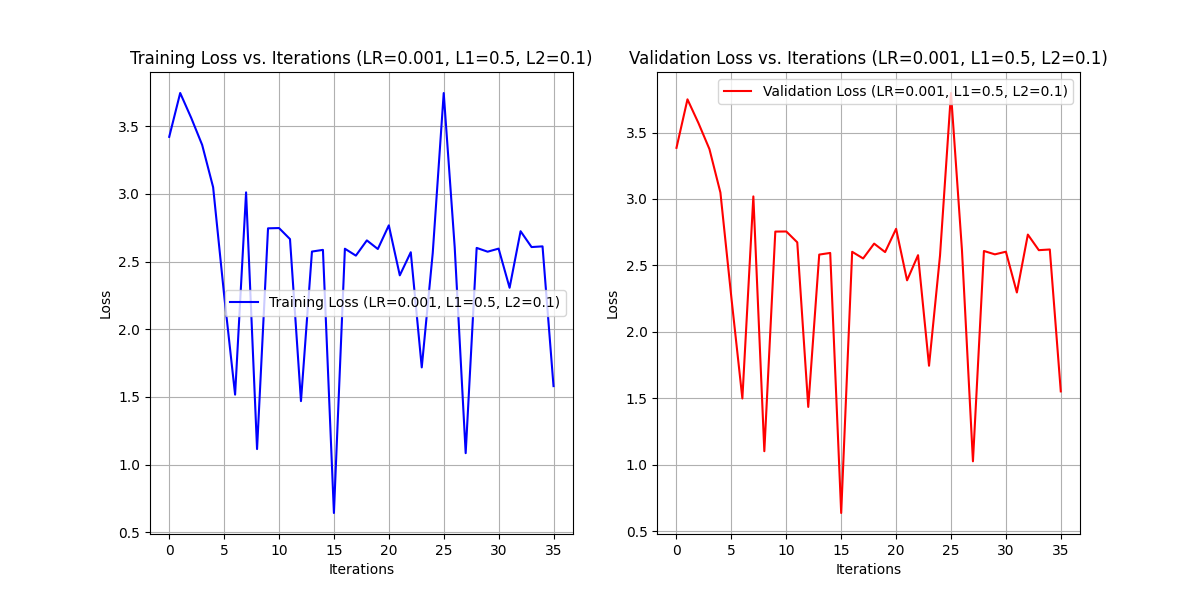 Training Loss vs. Iterations (LR=0.001, L1=0.5, L2=0.1)
Loss
3.5
3.0
2.5
2.0
1.5
1.0
0.5
Training Loss (LR=0.001, L1=0.5, L2=0.1)
0 5 10 15 20 25 30 35
Iterations
Validation Loss vs. Iterations (LR=0.001, L1=0.5, L2=0.1)
Validation Loss (LR=0.001, L1=0.5, L2=0.1)
Loss
3.5
3.0
2.5
2.0
1.5
1.0
0.5
0 5 10 15 20 25 30 35
Iterations